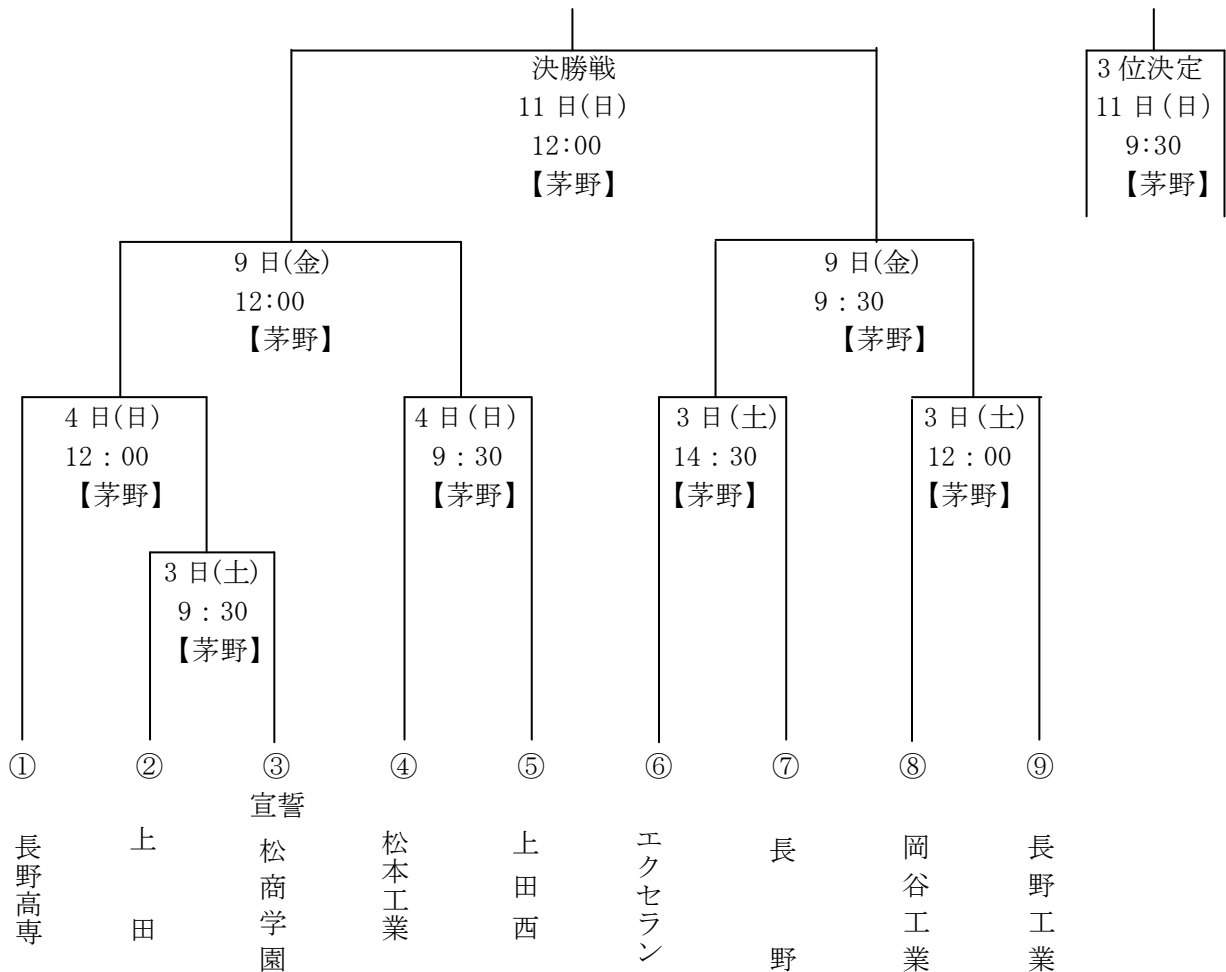 決勝戦
11 日(日)
12:00
【茅野】
3 位決定
11 日(日)
9:30
【茅野】
9 日(金)
12:00
【茅野】
9 日(金)
9：30
【茅野】
4 日(日)
12：00
【茅野】
4 日(日)
9：30
【茅野】
3 日(土)
14：30
【茅野】
3 日(土)
12：00
【茅野】
3 日(土)
9：30
【茅野】
①
長野高専
②
上田
③
宣誓
松商学園
④
松本工業
⑤
上田西
⑥
エクセラン
⑦
長野
⑧
岡谷工業
⑨
長野工業